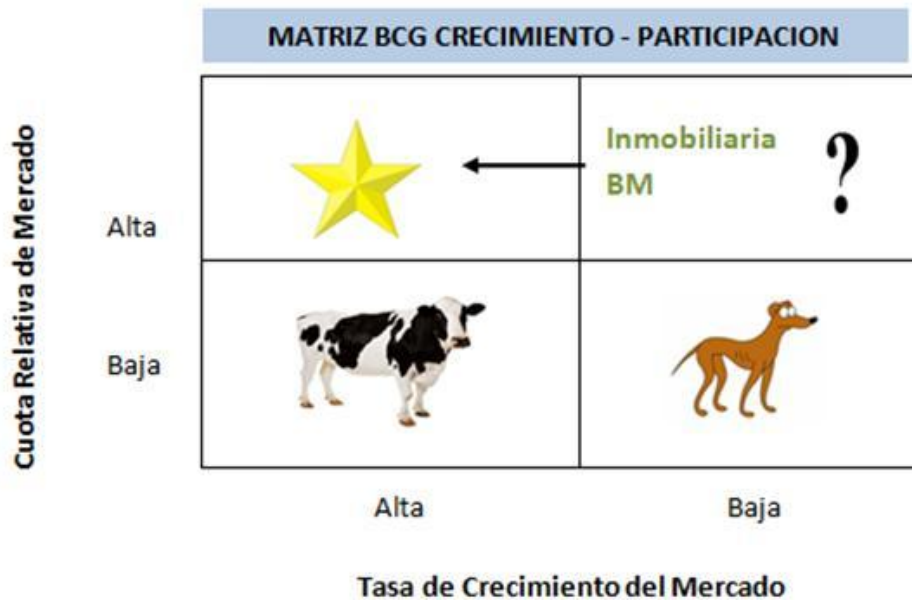 MATRIZ BCG CRECIMIENTO - PARTICIPACION
Cuota Relativa de Mercado
Alta
Inmobiliaria
BM
?
Baja
Alta
Baja
Tasa de Crecimiento del Mercado